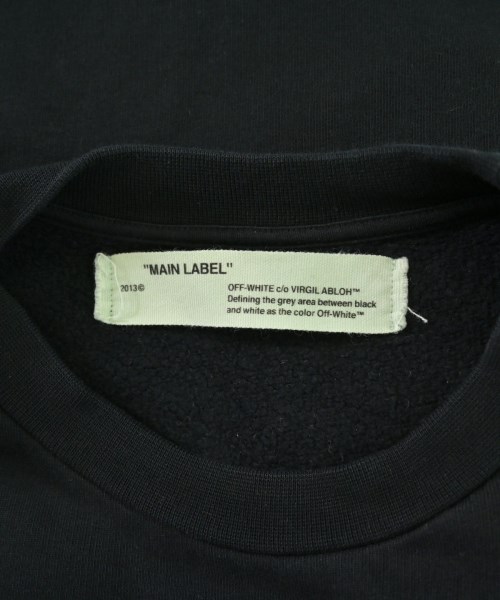 "MAIN LABEL"
2013©
OFF-WHITE c/o VIRGIL ABLOH™
Defining the grey area between black
and white as the color Off-White™